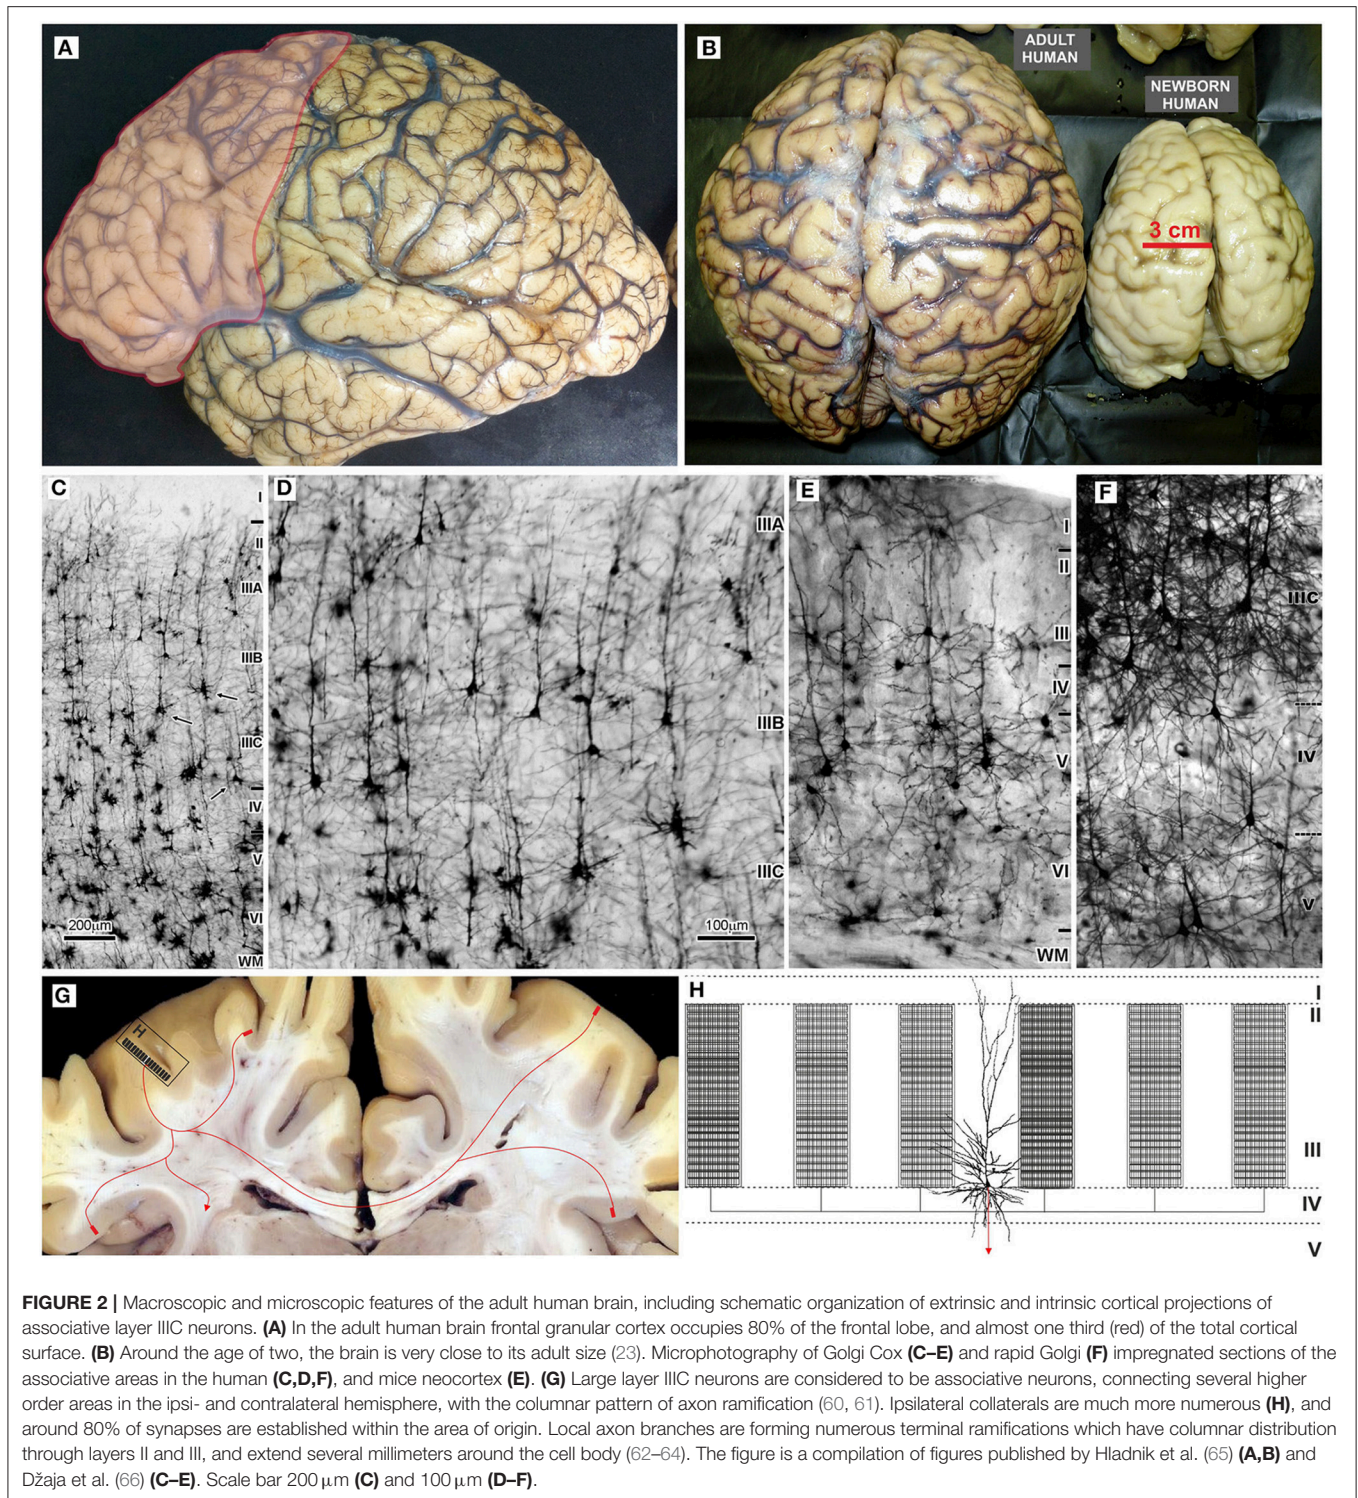 A
B
ADULT
HUMAN
NEWBORN
HUMAN
3 cm
C
I
II
IIIA
IIIB
IIIC
IV
V
VI
WM
200µm
D
IIIA
IIIB
IIIC
100µm
E
I
II
III
IV
V
VI
WM
F
IIIC
IV
V
G
H
H
I
II
III
IV
V
FIGURE 2 | Macroscopic and microscopic features of the adult human brain, including schematic organization of extrinsic and intrinsic cortical projections of
associative layer IIIC neurons. (A) In the adult human brain frontal granular cortex occupies 80% of the frontal lobe, and almost one third (red) of the total cortical
surface. (B) Around the age of two, the brain is very close to its adult size (23). Microphotography of Golgi Cox (C–E) and rapid Golgi (F) impregnated sections of the
associative areas in the human (C,D,F), and mice neocortex (E). (G) Large layer IIIC neurons are considered to be associative neurons, connecting several higher
order areas in the ipsi- and contralateral hemisphere, with the columnar pattern of axon ramification (60, 61). Ipsilateral collaterals are much more numerous (H), and
around 80% of synapses are established within the area of origin. Local axon branches are forming numerous terminal ramifications which have columnar distribution
through layers II and III, and extend several millimeters around the cell body (62–64). The figure is a compilation of figures published by Hladnik et al. (65) (A,B) and
Džaja et al. (66) (C–E). Scale bar 200 µm (C) and 100 µm (D–F).